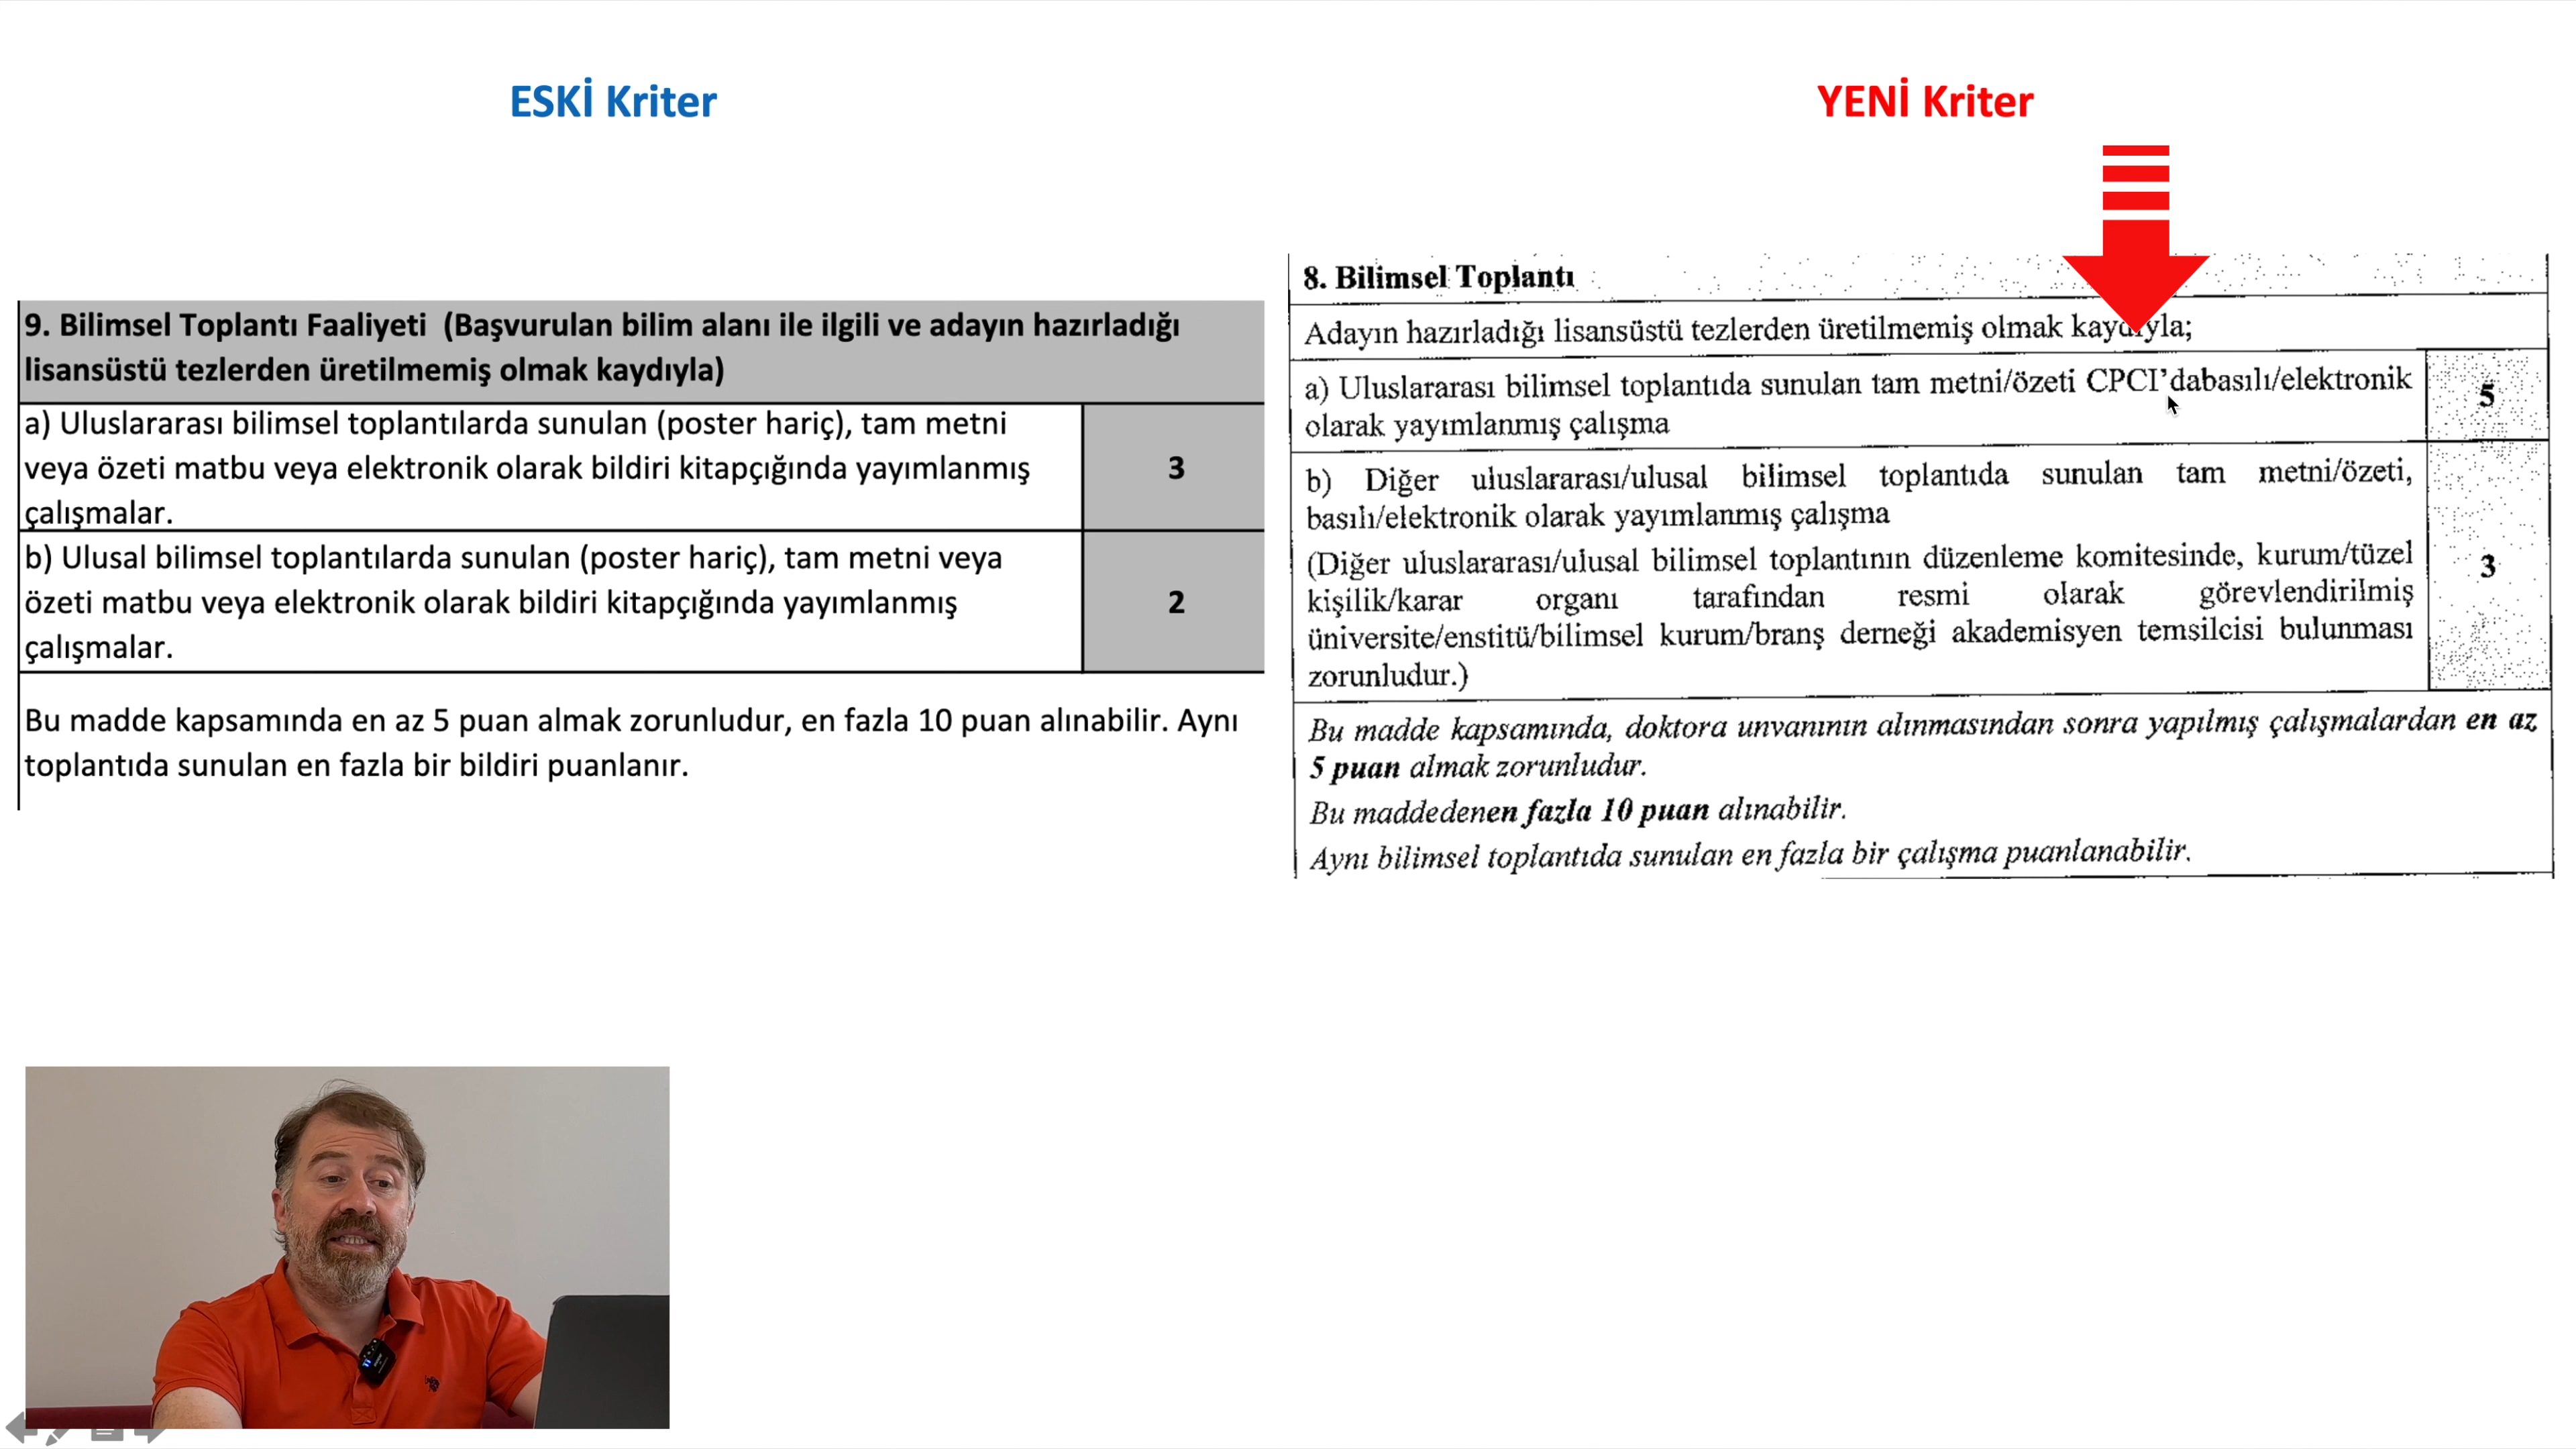 ESKİ Kriter
9. Bilimsel Toplantı Faaliyeti (Başvurulan bilim alanı ile ilgili ve adayın hazırladığı
lisansüstü tezlerden üretilmemiş olmak kaydıyla)
a) Uluslararası bilimsel toplantılarda sunulan (poster hariç), tam metni
veya özeti matbu veya elektronik olarak bildiri kitapçığında yayımlanmış
çalışmalar.
3
b) Ulusal bilimsel toplantılarda sunulan (poster hariç), tam metni veya
özeti matbu veya elektronik olarak bildiri kitapçığında yayımlanmış
çalışmalar.
2
Bu madde kapsamında en az 5 puan almak zorunludur, en fazla 10 puan alınabilir. Aynı
toplantıda sunulan en fazla bir bildiri puanlanır.
YENİ Kriter
8. Bilimsel Toplantı
Adayın hazırladığı lisansüstü tezlerden üretilmemiş olmak kaydıyla;
a) Uluslararası bilimsel toplantıda sunulan tam metni/özeti CPCI’dabasılı/elektronik
olarak yayımlanmış çalışma
5
b) Diğer uluslararası/ulusal bilimsel toplantıda sunulan tam metni/özeti,
basılı/elektronik olarak yayımlanmış çalışma
(Diğer uluslararası/ulusal bilimsel toplantının düzenleme komitesinde, kurum/tüzel
kişilik/karar organı tarafından resmi olarak görevlendirilmiş
üniversite/enstitü/bilimsel kurum/branş derneği akademisyen temsilcisi bulunması
zorunludur.)
3
Bu madde kapsamında, doktora unvanının alınmasından sonra yapılmış çalışmalardan en az
5 puan almak zorunludur.
Bu maddedenen fazla 10 puan alınabilir.
Aynı bilimsel toplantıda sunulan en fazla bir çalışma puanlanabilir.